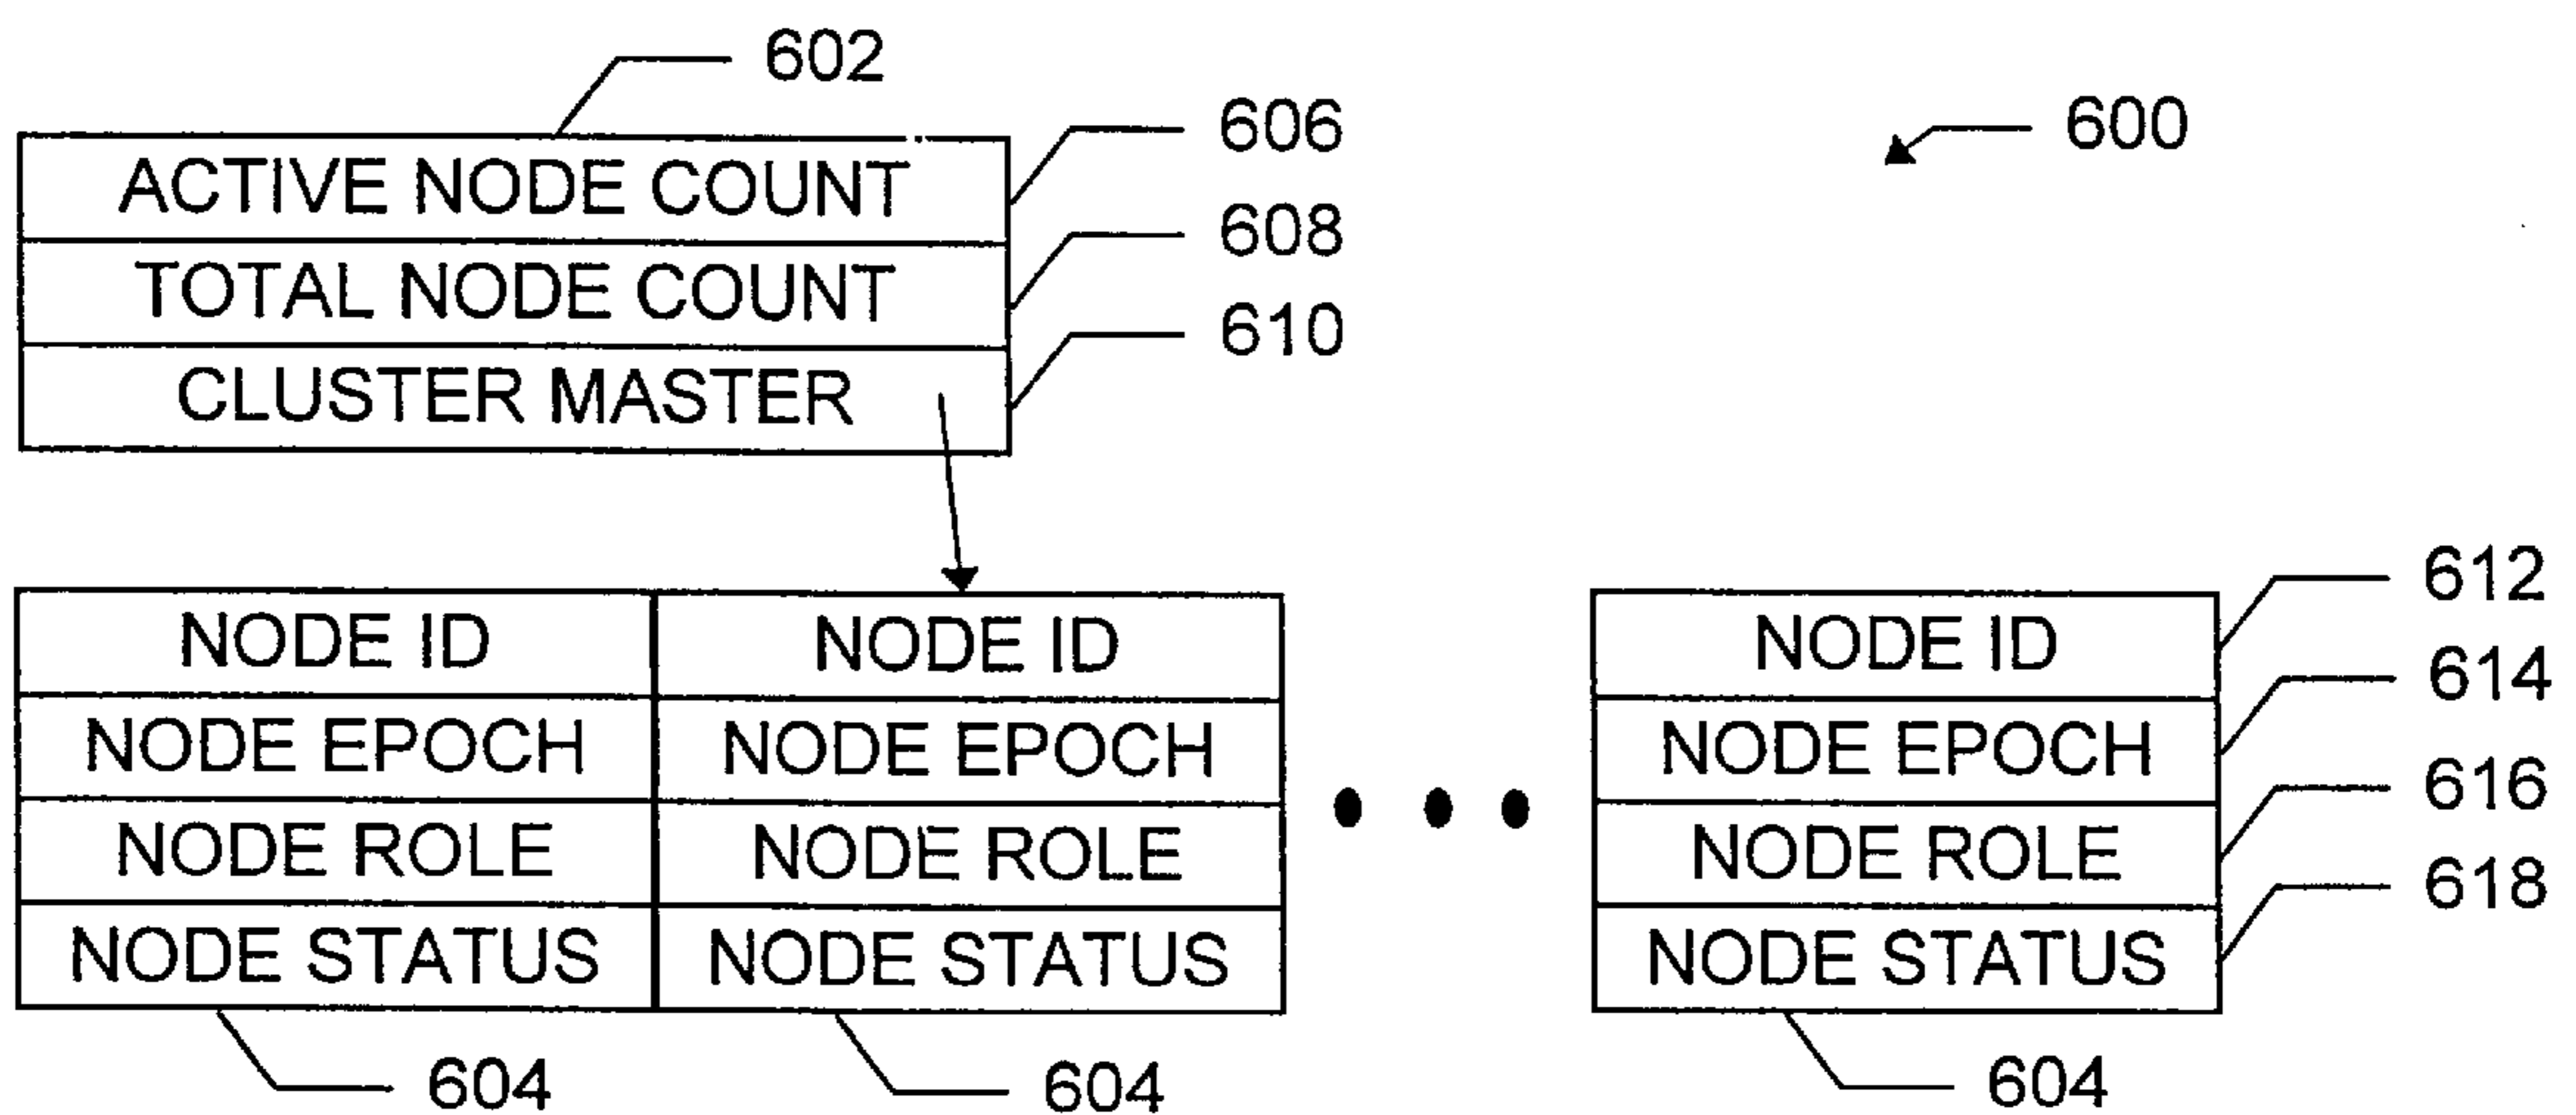 602
600
606
ACTIVE NODE COUNT
608
TOTAL NODE COUNT
610
CLUSTER MASTER
612
NODE ID NODE ID NODE ID
614
NODE EPOCH NODE EPOCH NODE EPOCH
616
NODE ROLE NODE ROLE NODE ROLE
618
NODE STATUS NODE STATUS NODE STATUS
604 604 604